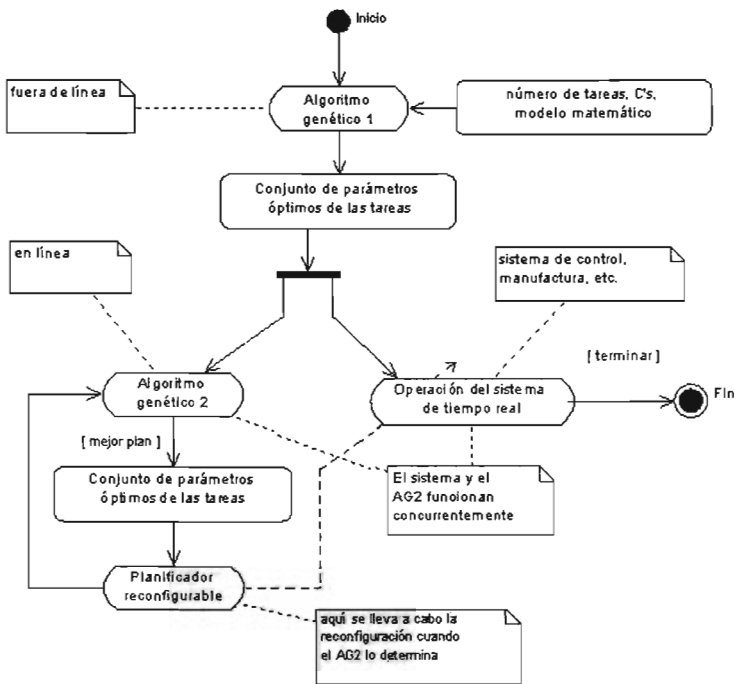 Inicio
fuera de línea
Algoritmo
genético 1
número de tareas, C's,
modelo matemático
Conjunto de parámetros
óptimos de las tareas
en línea
sistema de control,
manufactura, etc.
[ terminar ]
Algoritmo
genético 2
Operación del sistema
de tiempo real
Fin
[ mejor plan ]
Conjunto de parámetros
óptimos de las tareas
El sistema y el
AG2 funcionan
concurrentemente
Planificador
reconfigurable
aquí se lleva a cabo la
reconfiguración cuando
el AG2 lo determina